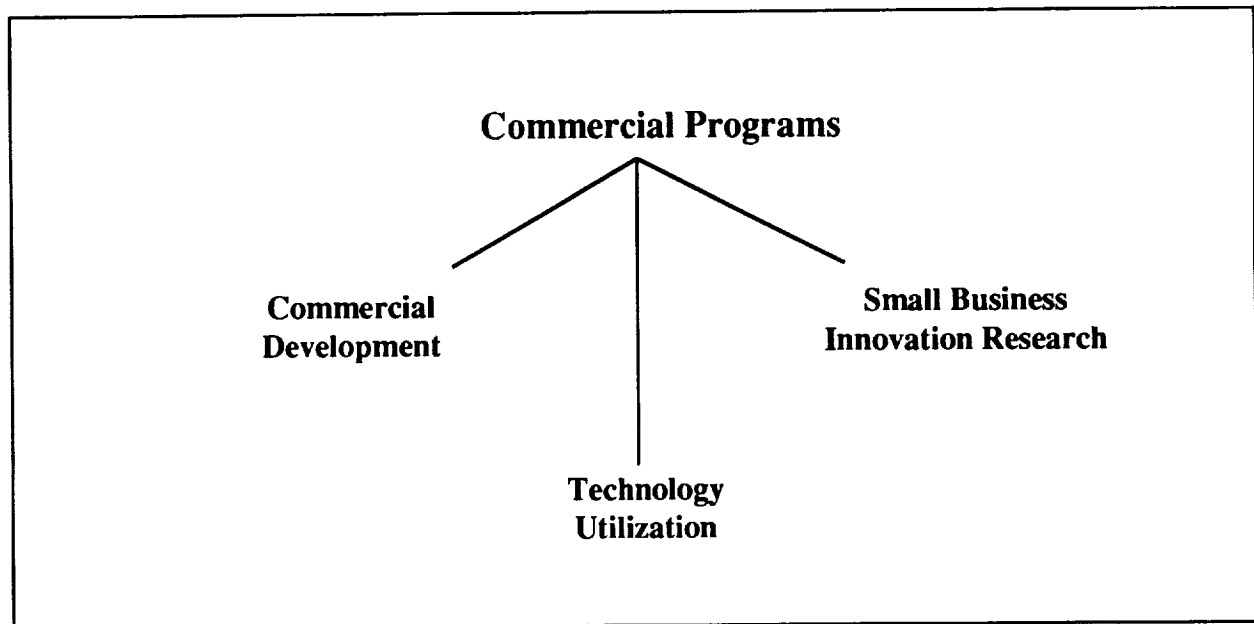 Commercial Programs
Commercial
Development
Small Business
Innovation Research
Technology
Utilization